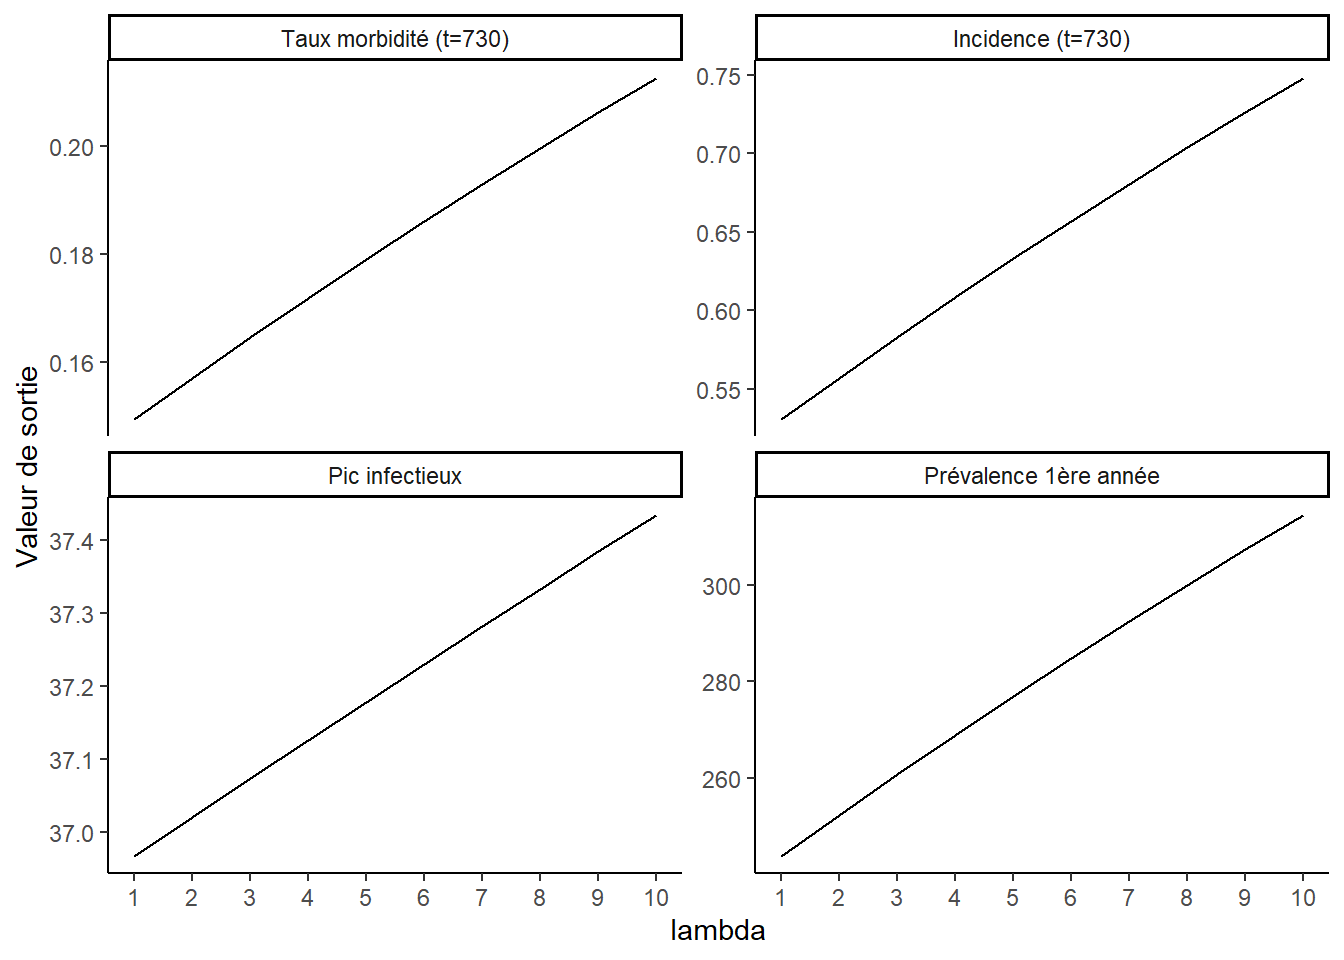 Taux morbidité (t=730)
Incidence (t=730)
0.20
0.18
0.16
0.75
0.70
0.65
0.60
0.55
Valeur de sortie
Pic infectieux
Prévalence 1ère année
37.4
37.3
37.2
37.1
37.0
300
280
260
1 2 3 4 5 6 7 8 9 10
1 2 3 4 5 6 7 8 9 10
lambda